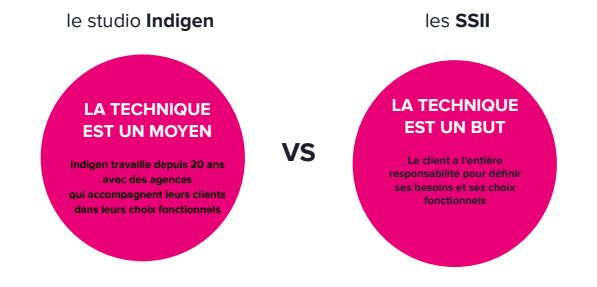 le studio Indigen
LA TECHNIQUE
EST UN MOYEN
Indigen travaille depuis 20 ans
avec des agences
qui accompagnent leurs clients
dans leurs choix fonctionnels
VS
les SSII
LA TECHNIQUE
EST UN BUT
Le client a l'entière
responsabilité pour définir
ses besoins et ses choix
fonctionnels